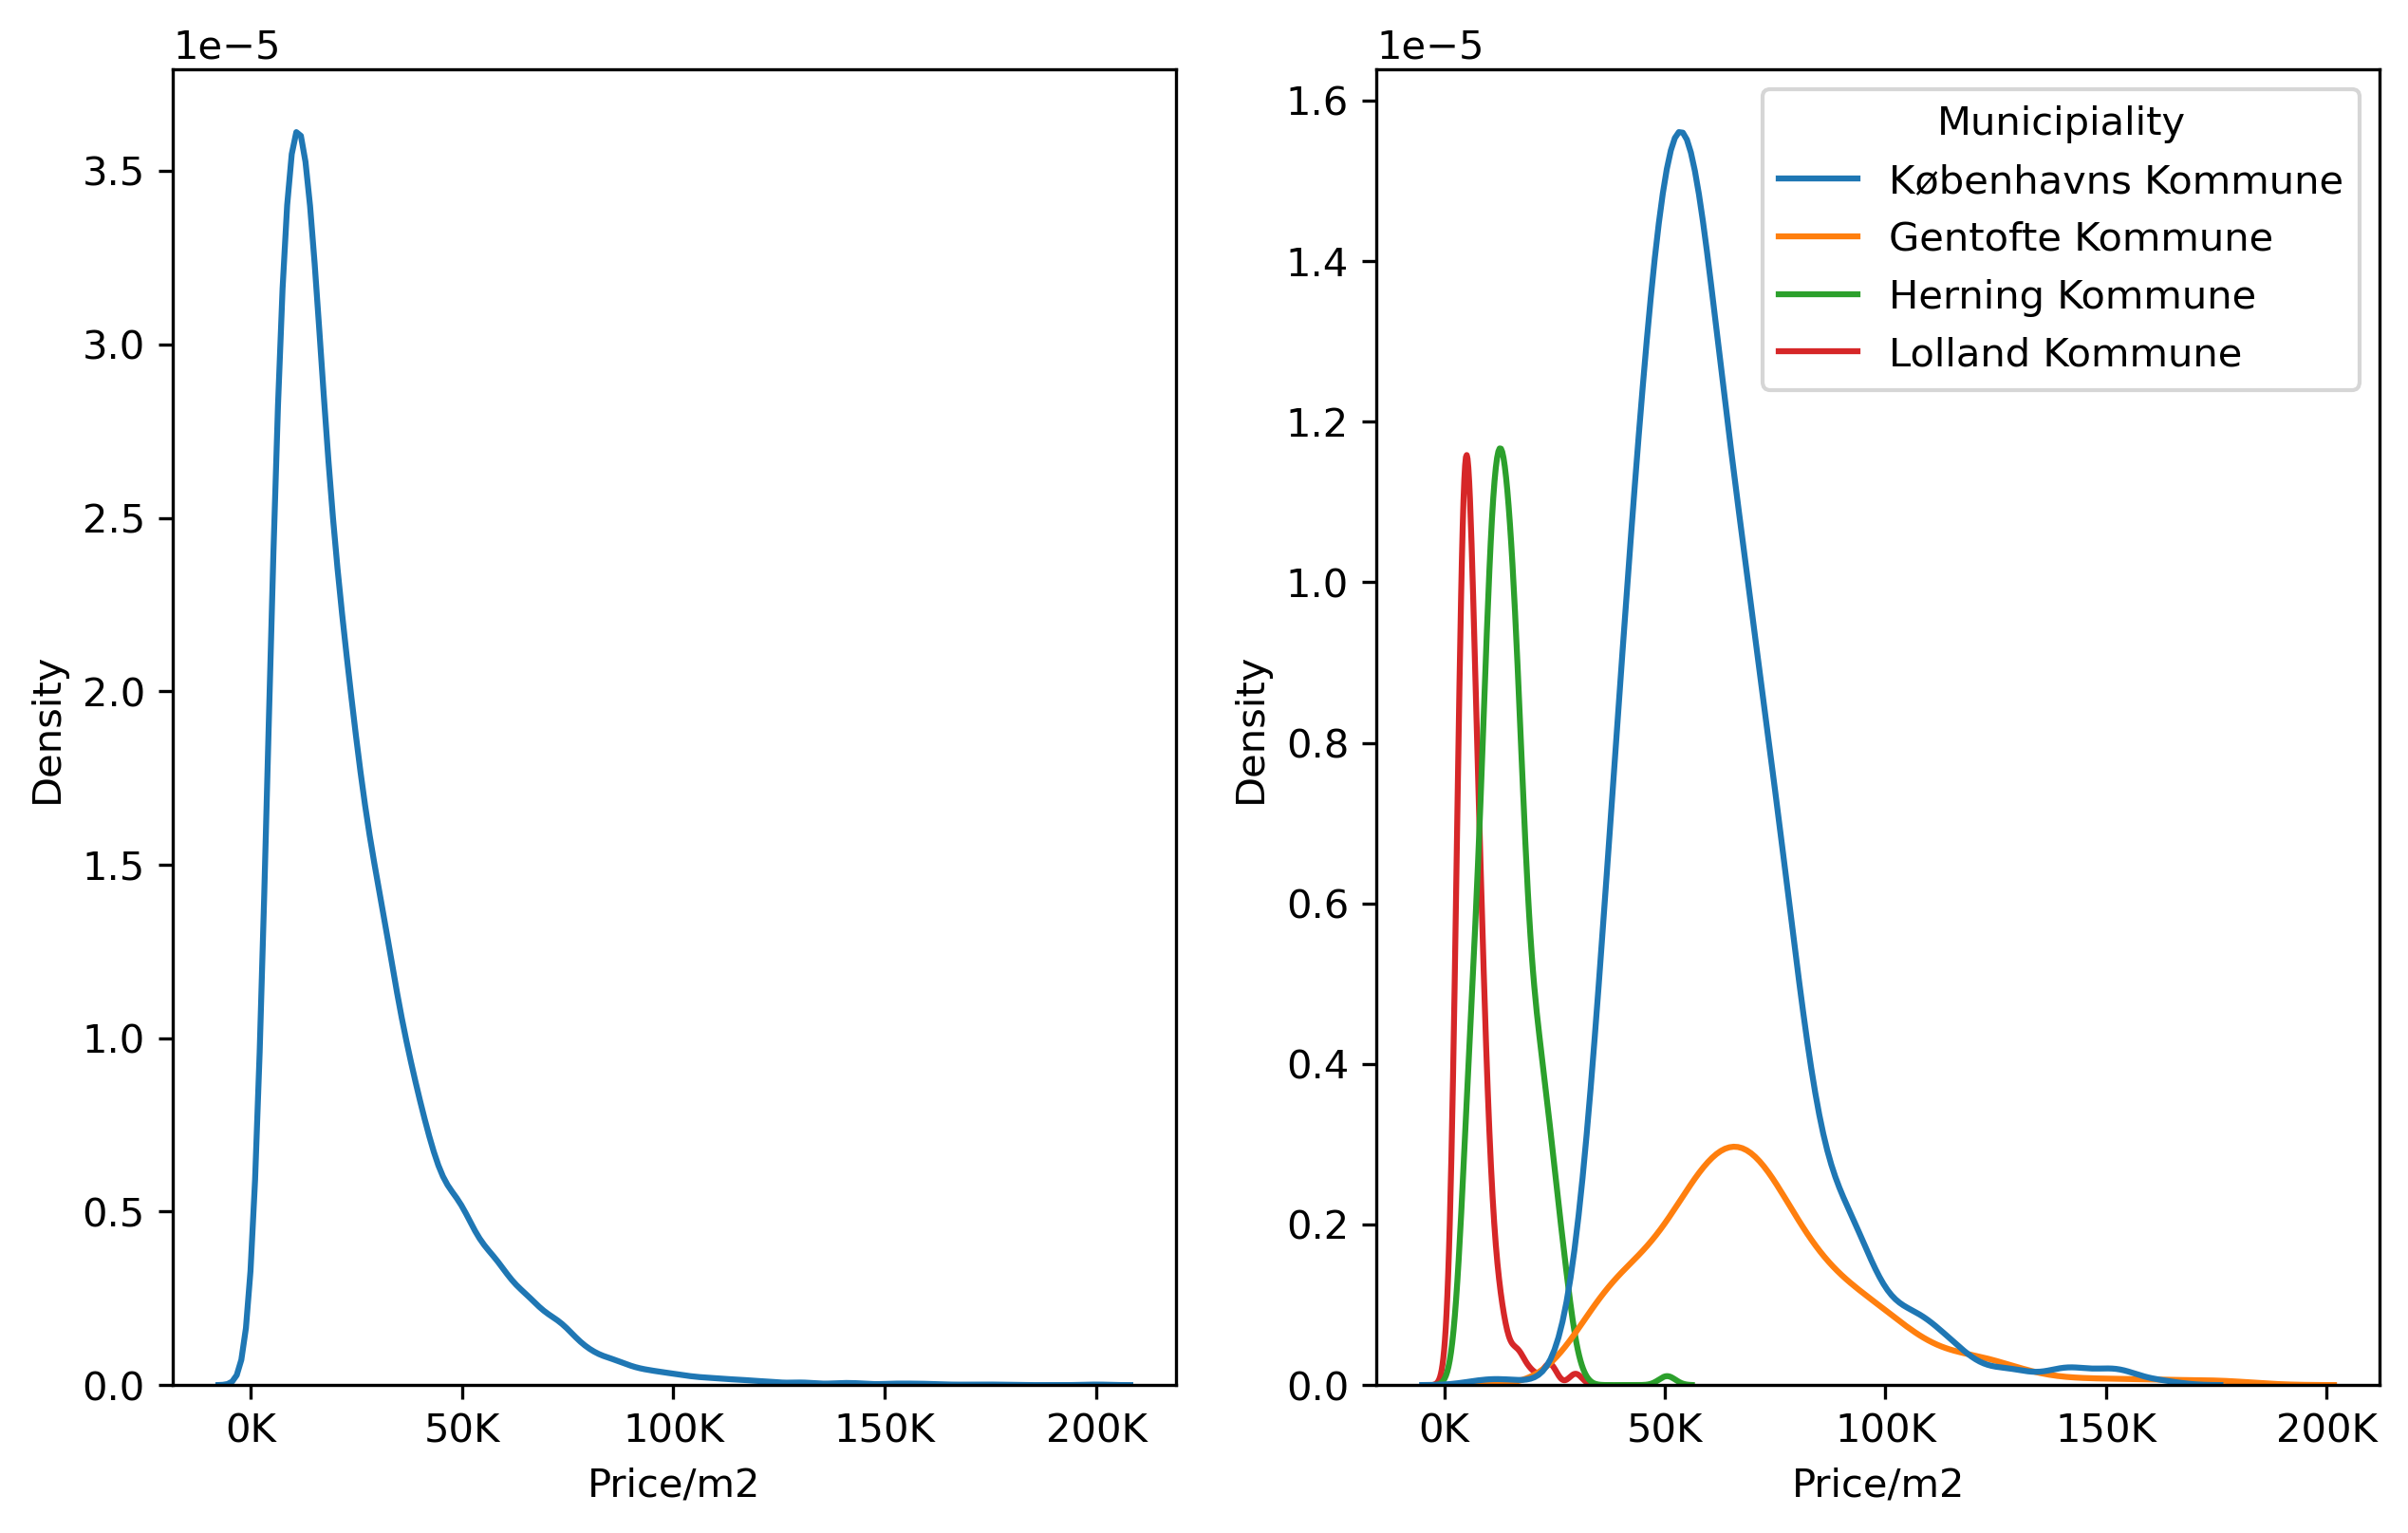 1e−5
3.5
3.0
2.5
2.0
1.5
1.0
0.5
0.0
Density
0K 50K 100K 150K 200K
Price/m2
1e−5
1.6
1.4
1.2
1.0
0.8
0.6
0.4
0.2
0.0
Density
0K 50K 100K 150K 200K
Price/m2
Municipiality
Københavns Kommune
Gentofte Kommune
Herning Kommune
Lolland Kommune